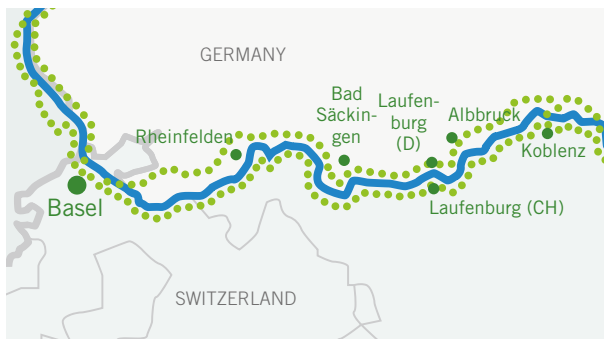 GERMANY
Bad
Säckin-
gen
Laufen-
burg
(D)
Albbruck
Rheinfelden
Koblenz
Basel
Laufenburg (CH)
SWITZERLAND